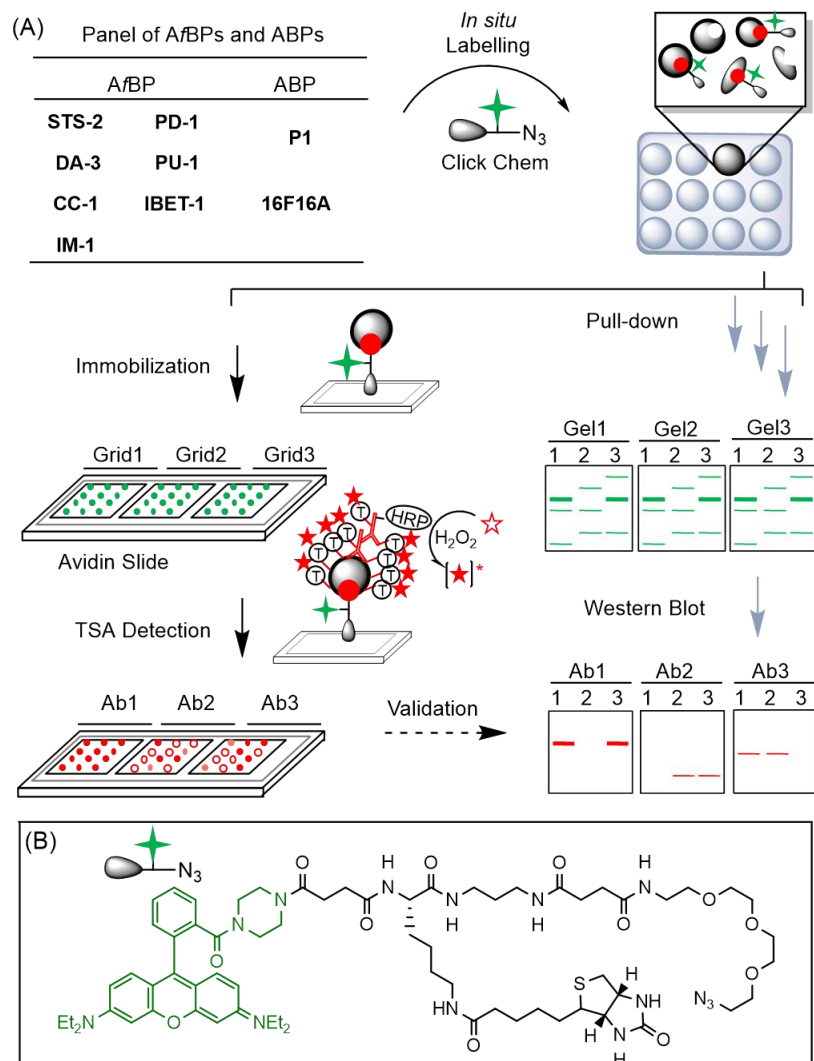 (A)
Panel of AfBPs and ABPs
AfBP ABP
STS-2 PD-1 P1
DA-3 PU-1
CC-1 IBET-1 16F16A
IM-1
In situ
Labelling
N3
Click Chem
Pull-down
Immobilization
Grid1 Grid2 Grid3
Avidin Slide
T T T T T T T T T T
HRP
H2O2
[ ]*
TSA Detection
Gel1 Gel2 Gel3
1 2 3 1 2 3 1 2 3
Western Blot
Ab1 Ab2 Ab3
Validation
Ab1 Ab2 Ab3
1 2 3 1 2 3 1 2 3
(B)
N3
O H O H O H
N N N N N O O
O O H H O O
N O
O
N3
S H
NH
HN
N O
O H H
Et2N O NEt2